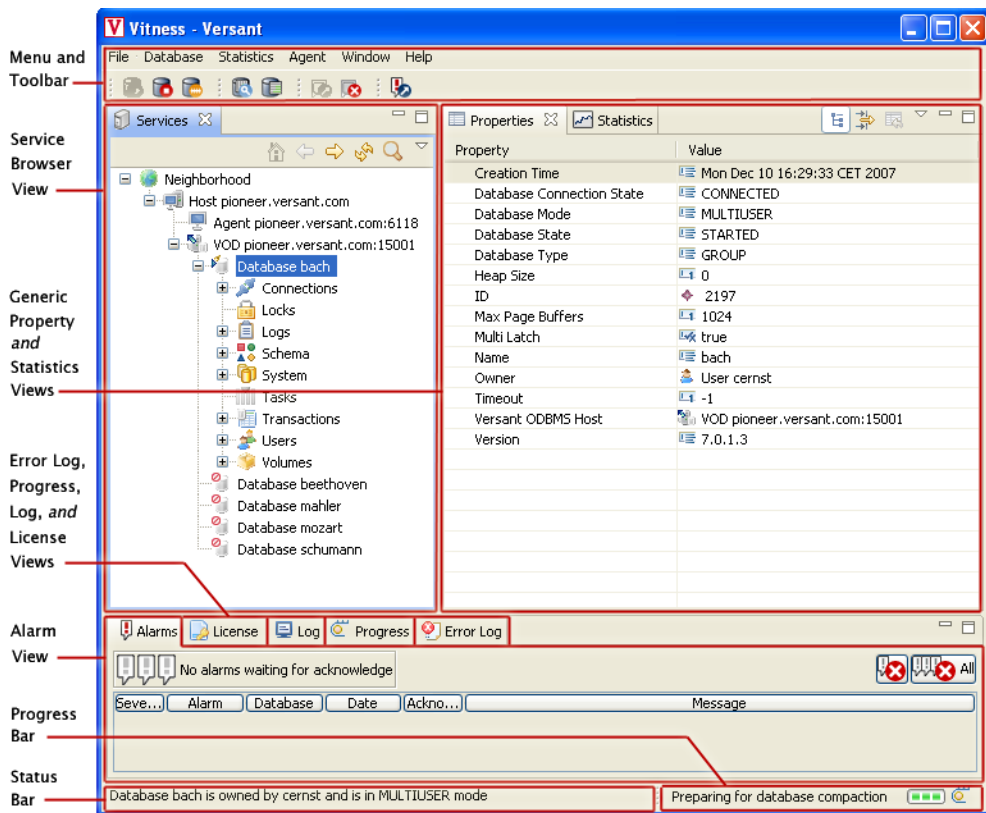 Vitness - Versant
Menu and
Toolbar
File Database Statistics Agent Window Help
Service
Browser
View
Services
Neighborhood
Host pioneer.versant.com
Agent pioneer.versant.com:6118
VOD pioneer.versant.com:15001
Database bach
Connections
Locks
Logs
Schema
System
Tasks
Transactions
Users
Volumes
Database beethoven
Database mahler
Database mozart
Database schumann
Generic
Property
and
Statistics
Views
Properties Statistics
Property Value
Creation Time Mon Dec 10 16:29:33 CET 2007
Database Connection State CONNECTED
Database Mode MULTIUSER
Database State STARTED
Database Type GROUP
Heap Size 0
ID 2197
Max Page Buffers 1024
Multi Latch true
Name bach
Owner User cernst
Timeout -1
Versant ODBMS Host VOD pioneer.versant.com:15001
Version 7.0.1.3
Error Log,
Progress,
Log, and
License
Views
Alarm
View
Alarms License Log Progress Error Log
No alarms waiting for acknowledge
All
Seve... Alarm Database Date Ackno... Message
Progress
Bar
Status
Bar
Database bach is owned by cernst and is in MULTIUSER mode
Preparing for database compaction